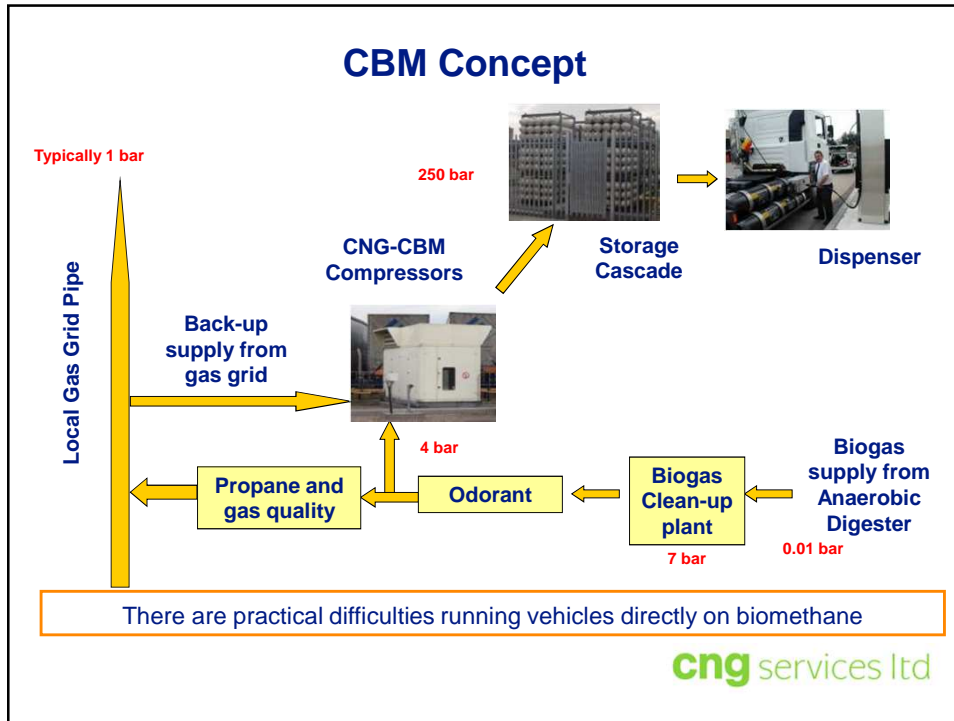 CBM Concept
Typically 1 bar
250 bar
CNG-CBM
Compressors
Storage
Cascade
Dispenser
Local Gas Grid Pipe
Back-up
supply from
gas grid
4 bar
Propane and
gas quality
Odorant
Biogas
Clean-up
plant
7 bar
Biogas
supply from
Anaerobic
Digester
0.01 bar
There are practical difficulties running vehicles directly on biomethane
cng services ltd